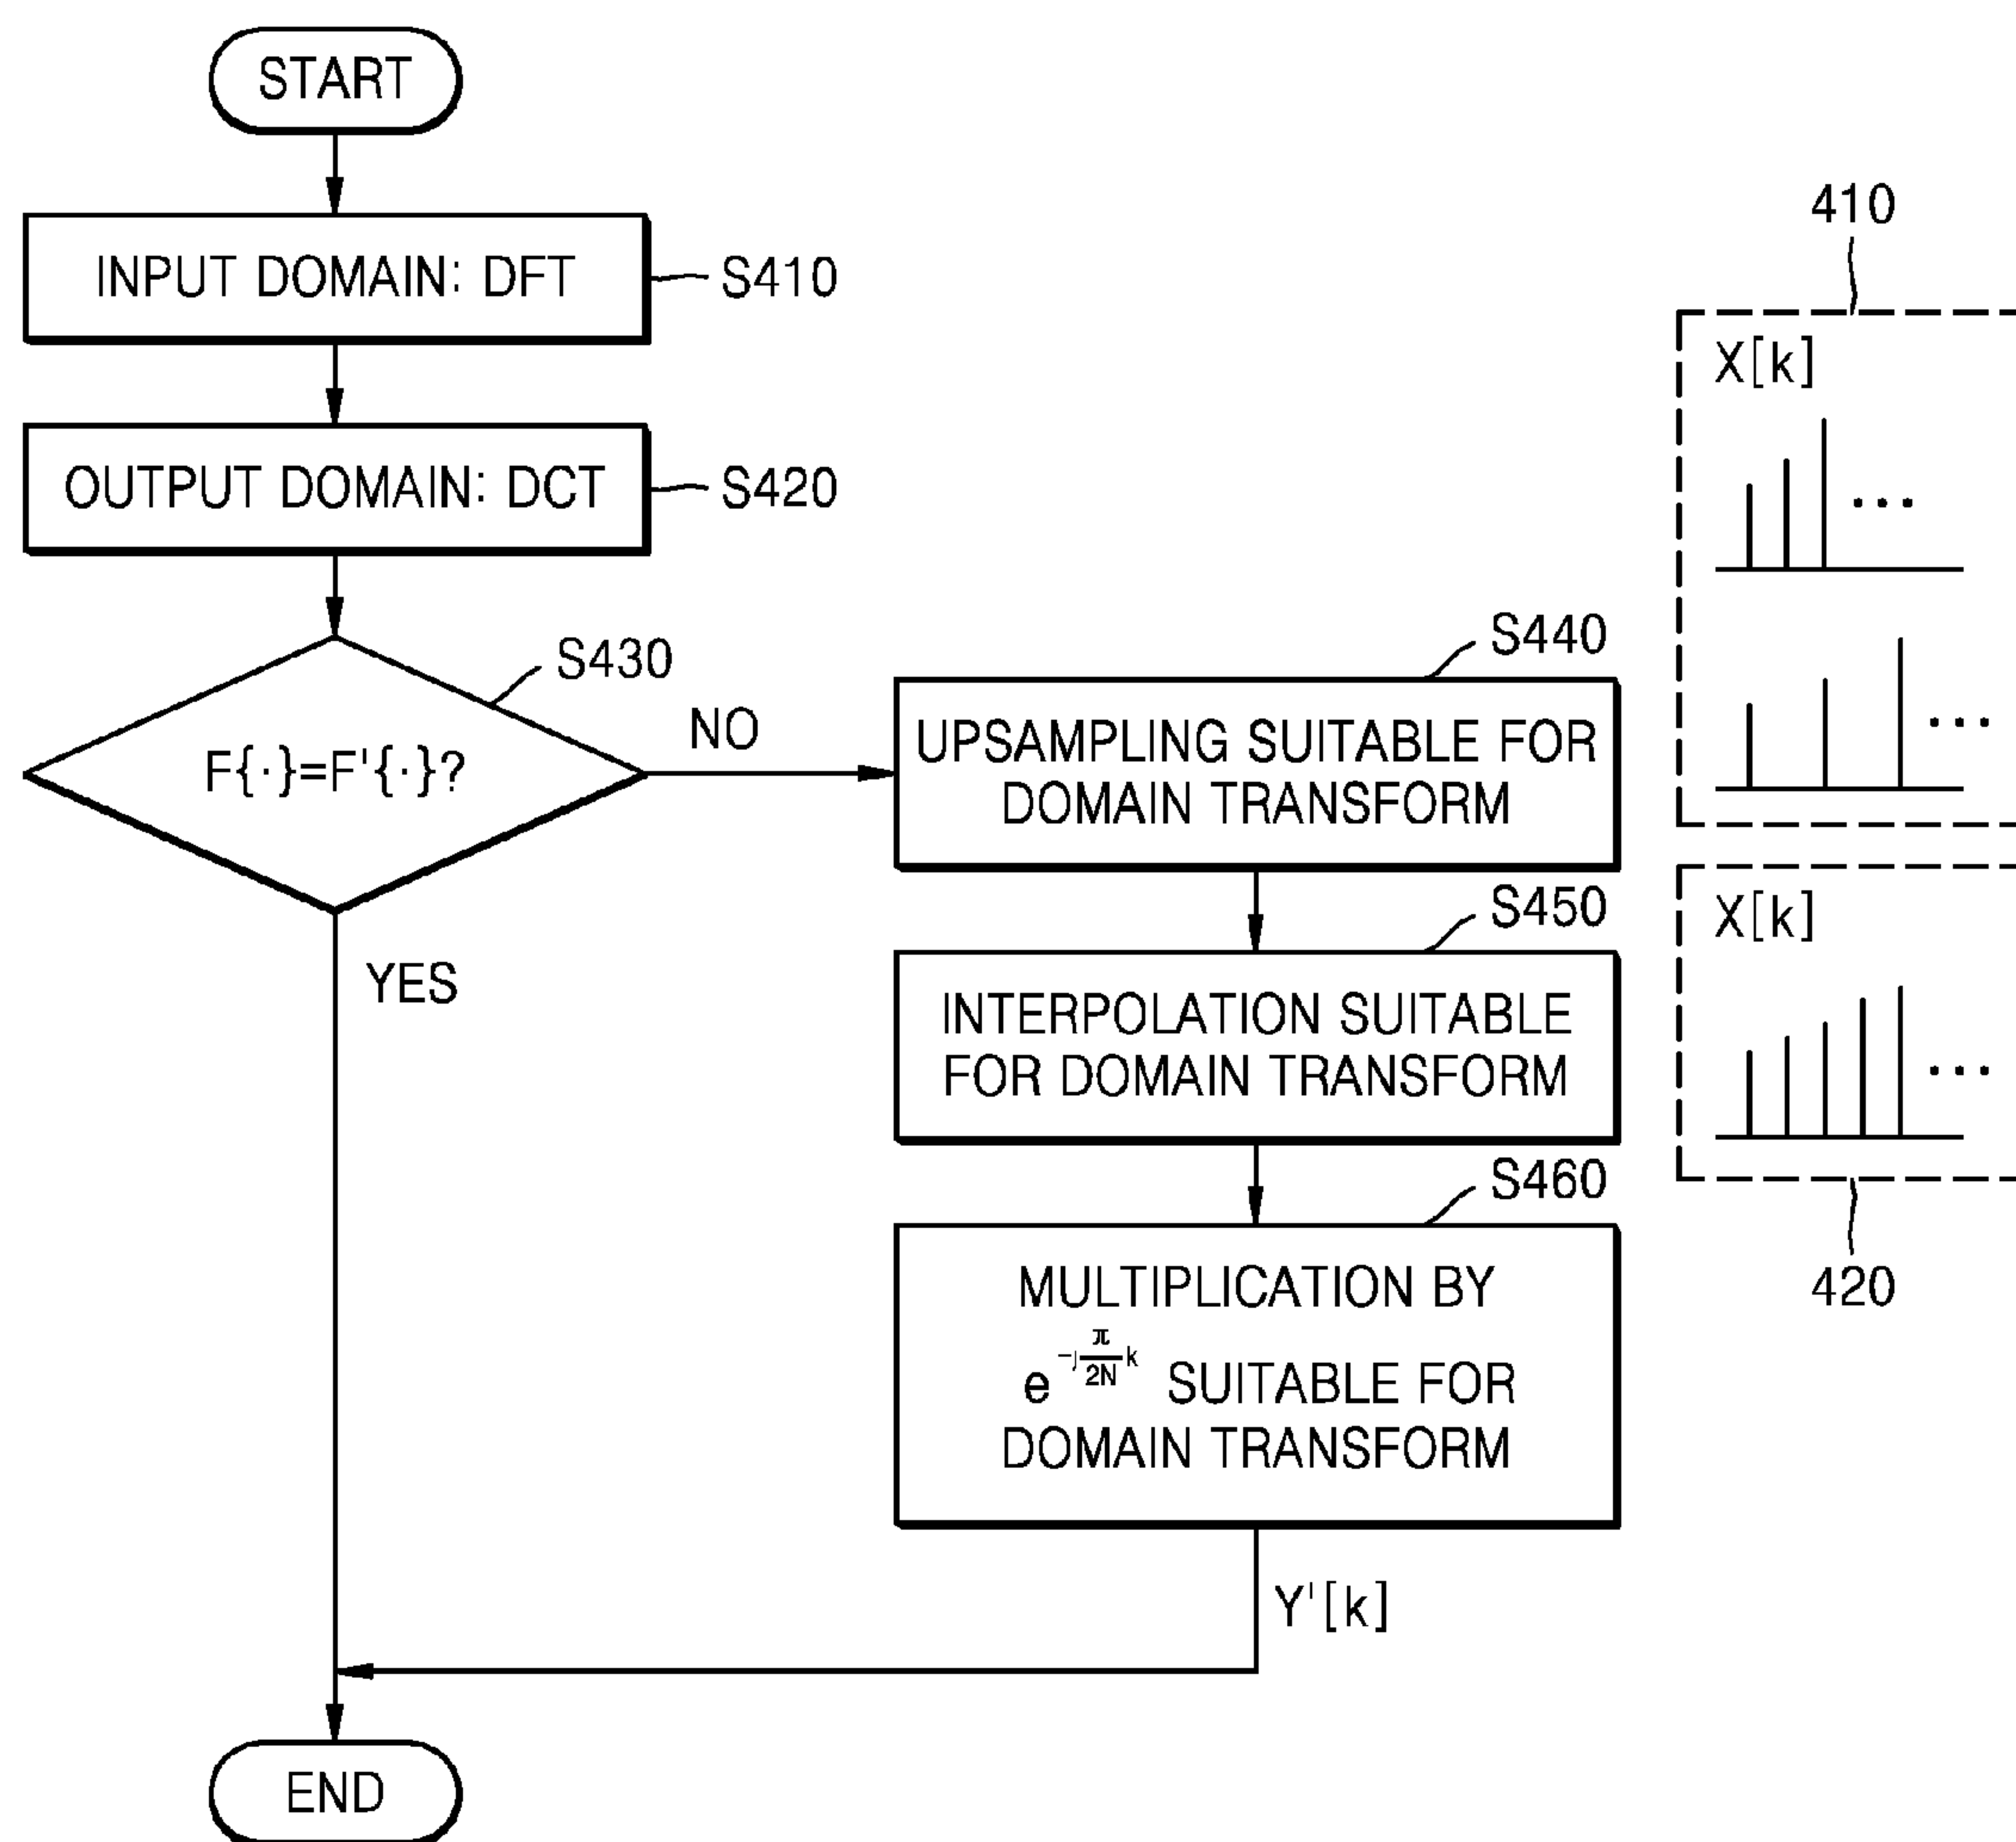 START
INPUT DOMAIN: DFT
S410
OUTPUT DOMAIN: DCT
S420
S430
F{·}=F'{·}?
NO
YES
S440
UPSAMPLING SUITABLE FOR
DOMAIN TRANSFORM
S450
INTERPOLATION SUITABLE
FOR DOMAIN TRANSFORM
S460
MULTIPLICATION BY
e^{-j\frac{π}{2N}k} SUITABLE FOR
DOMAIN TRANSFORM
Y'[k]
END
410
X[k]
...
...
X[k]
...
420